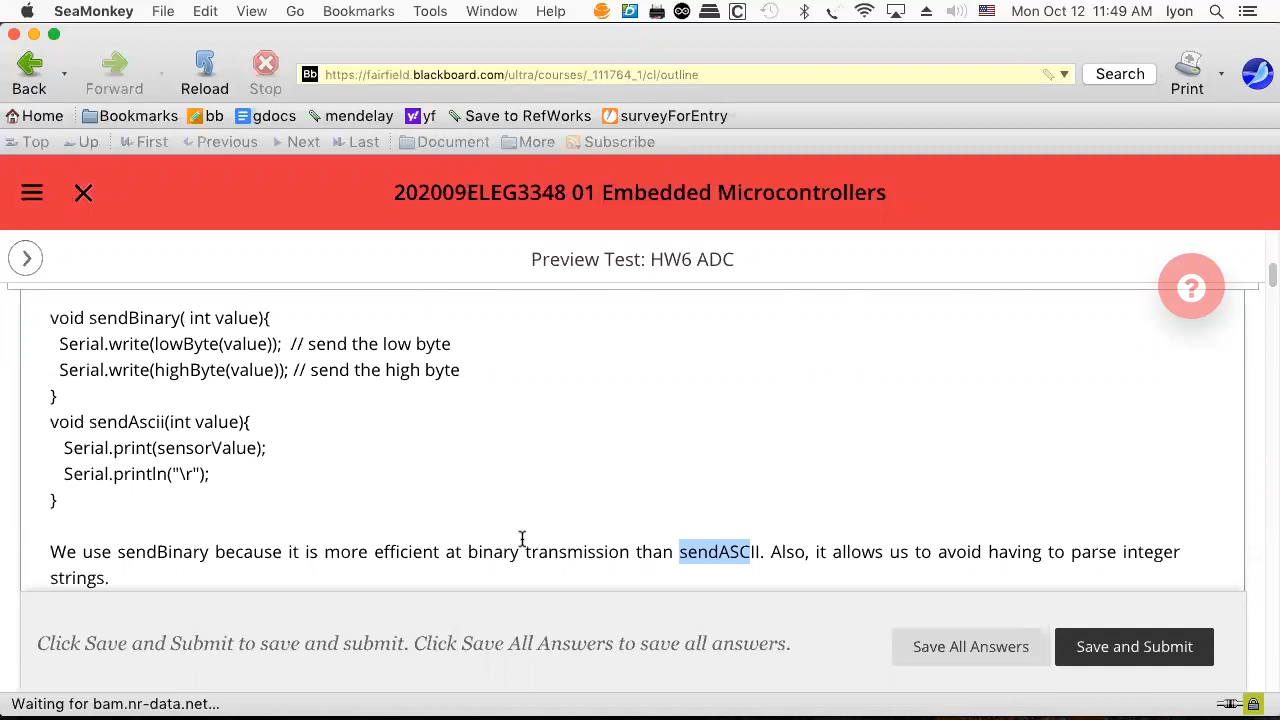 SeaMonkey File Edit View Go Bookmarks Tools Window Help Mon Oct 12 11:49 AM lyon
Back Forward Reload Stop Bb https://fairfield.blackboard.com/ultra/courses/_111764_1/cl/outline Search Print
Home Bookmarks bb gdocs mendelay y! yf Save to RefWorks surveyForEntry
Top Up First Previous Next Last Document More Subscribe
202009ELEG3348 01 Embedded Microcontrollers
Preview Test: HW6 ADC
?
void sendBinary( int value){
Serial.write(lowByte(value)); // send the low byte
Serial.write(highByte(value)); // send the high byte
}
void sendAscii(int value){
Serial.print(sensorValue);
Serial.println("\r");
}
We use sendBinary because it is more efficient at binary transmission than sendASCII. Also, it allows us to avoid having to parse integer
strings.
Click Save and Submit to save and submit. Click Save All Answers to save all answers.
Save All Answers Save and Submit
Waiting for bam.nr-data.net...